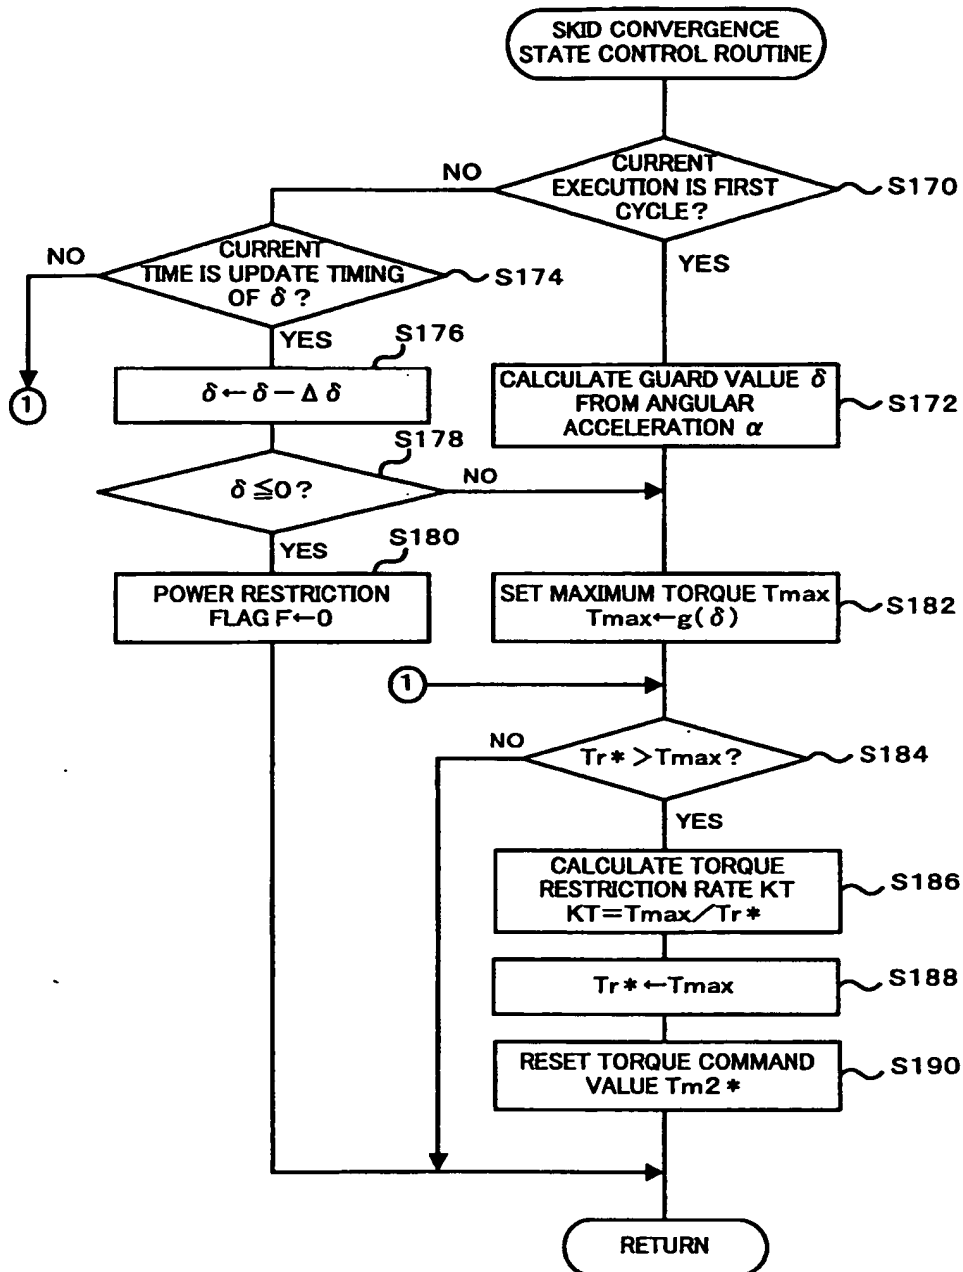 SKID CONVERGENCE
STATE CONTROL ROUTINE
CURRENT
EXECUTION IS FIRST
CYCLE?
S170
NO
YES
CURRENT
TIME IS UPDATE TIMING
OF δ?
S174
NO
YES
①
S176
δ←δ−Δδ
CALCULATE GUARD VALUE δ
FROM ANGULAR
ACCELERATION α
S172
S178
δ≦0?
NO
YES
S180
POWER RESTRICTION
FLAG F←0
SET MAXIMUM TORQUE Tmax
Tmax←g(δ)
S182
①
Tr*>Tmax?
S184
NO
YES
CALCULATE TORQUE
RESTRICTION RATE KT
KT=Tmax/Tr*
S186
Tr*←Tmax
S188
RESET TORQUE COMMAND
VALUE Tm2*
S190
RETURN